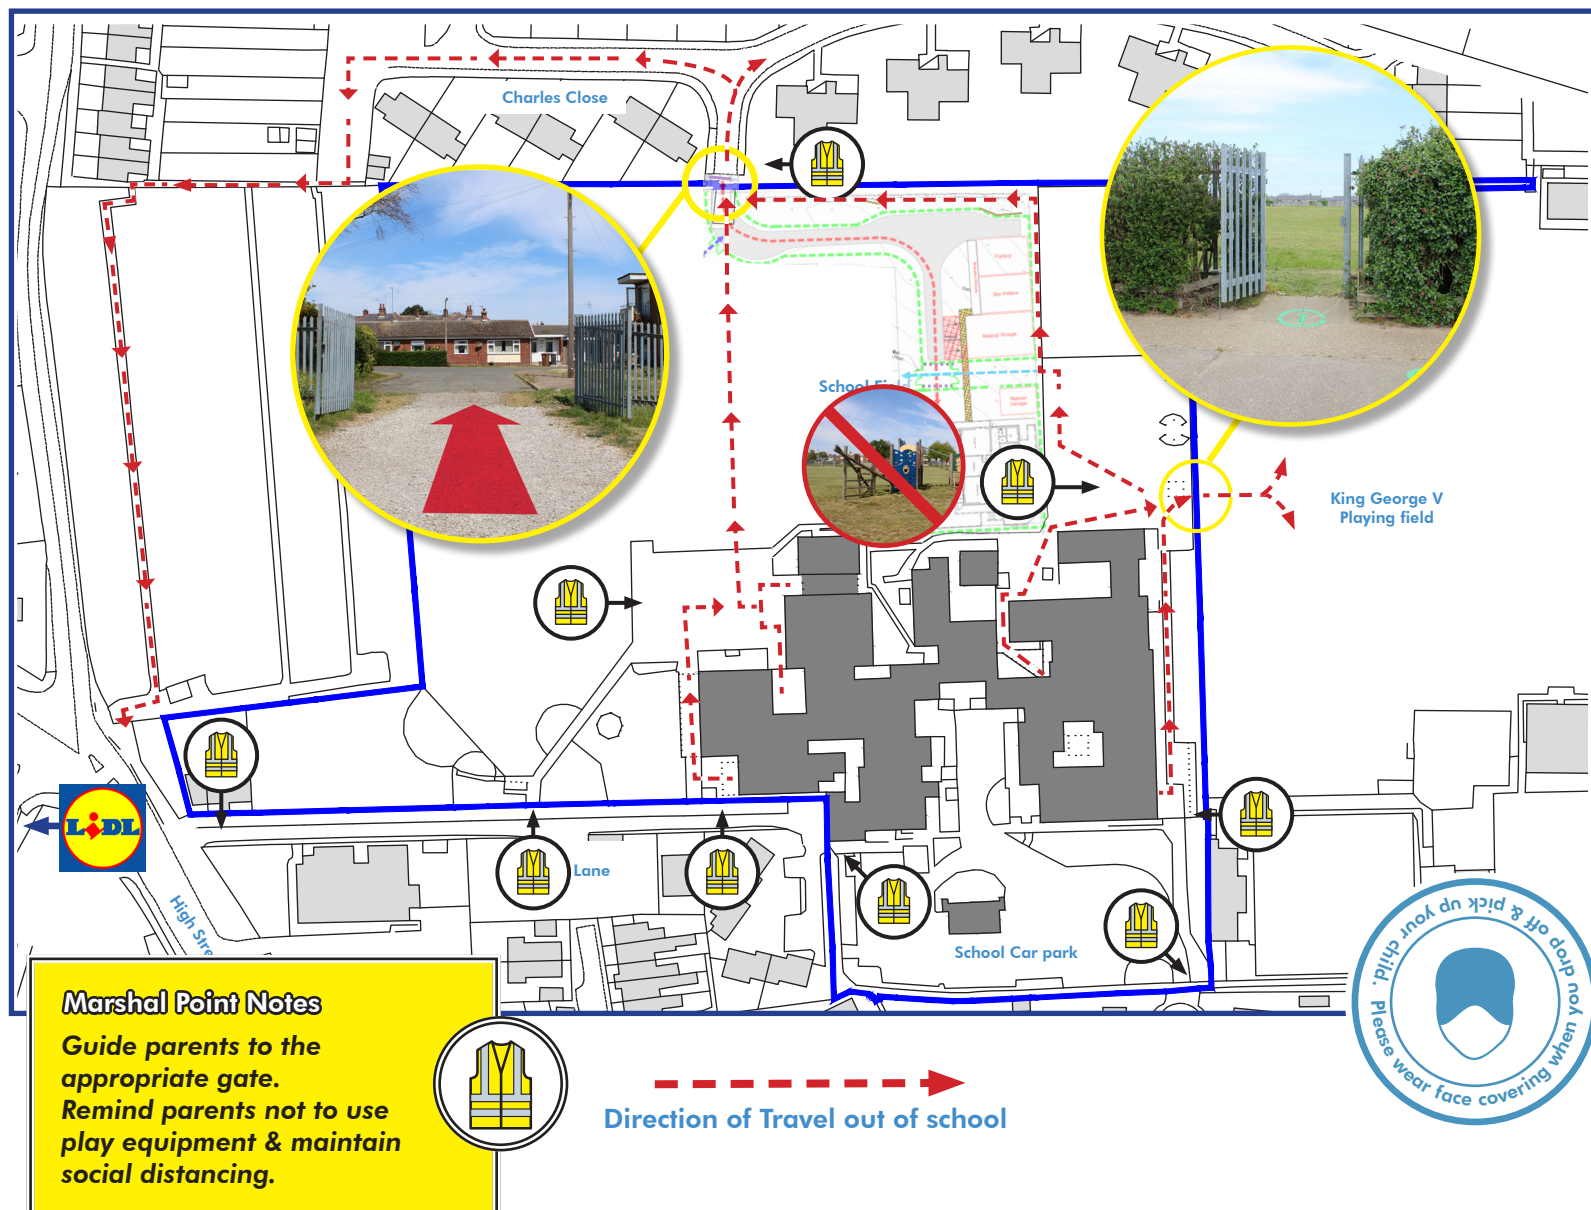 Charles Close
School Field
King George V
Playing field
LiDL
Lane
High Stre
School Car park
Marshal Point Notes
Guide parents to the
appropriate gate.
Remind parents not to use
play equipment & maintain
social distancing.
Direction of Travel out of school
Please wear face covering when you drop off & pick up your child.